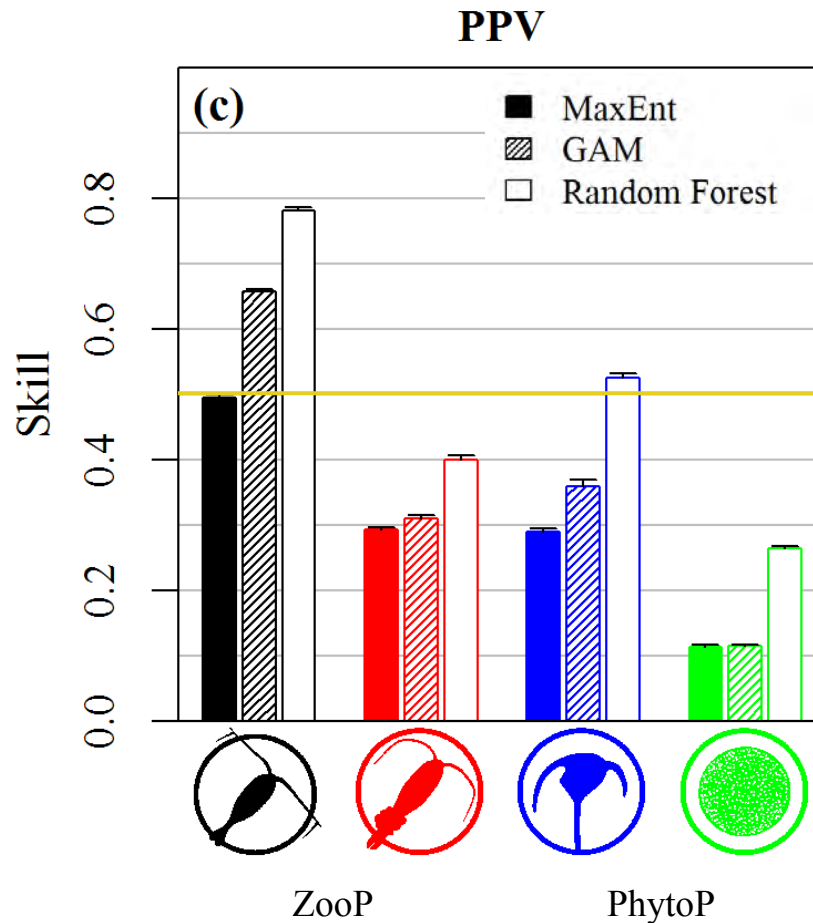 PPV
(c)
MaxEnt
GAM
Random Forest
Skill
0.8
0.6
0.4
0.2
0.0
ZooP PhytoP